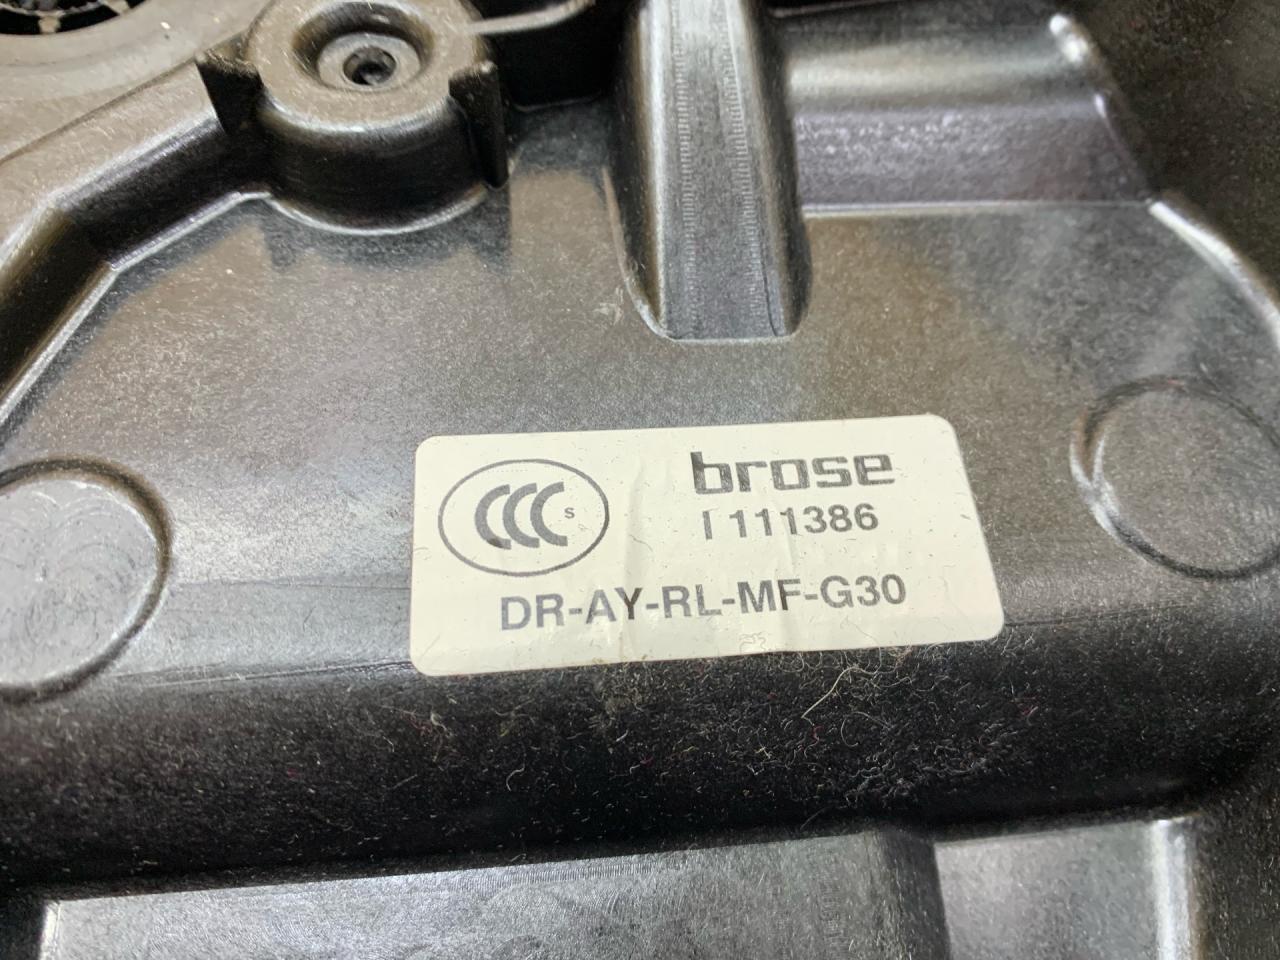 CCC S
brose
I 111386
DR-AY-RL-MF-G30